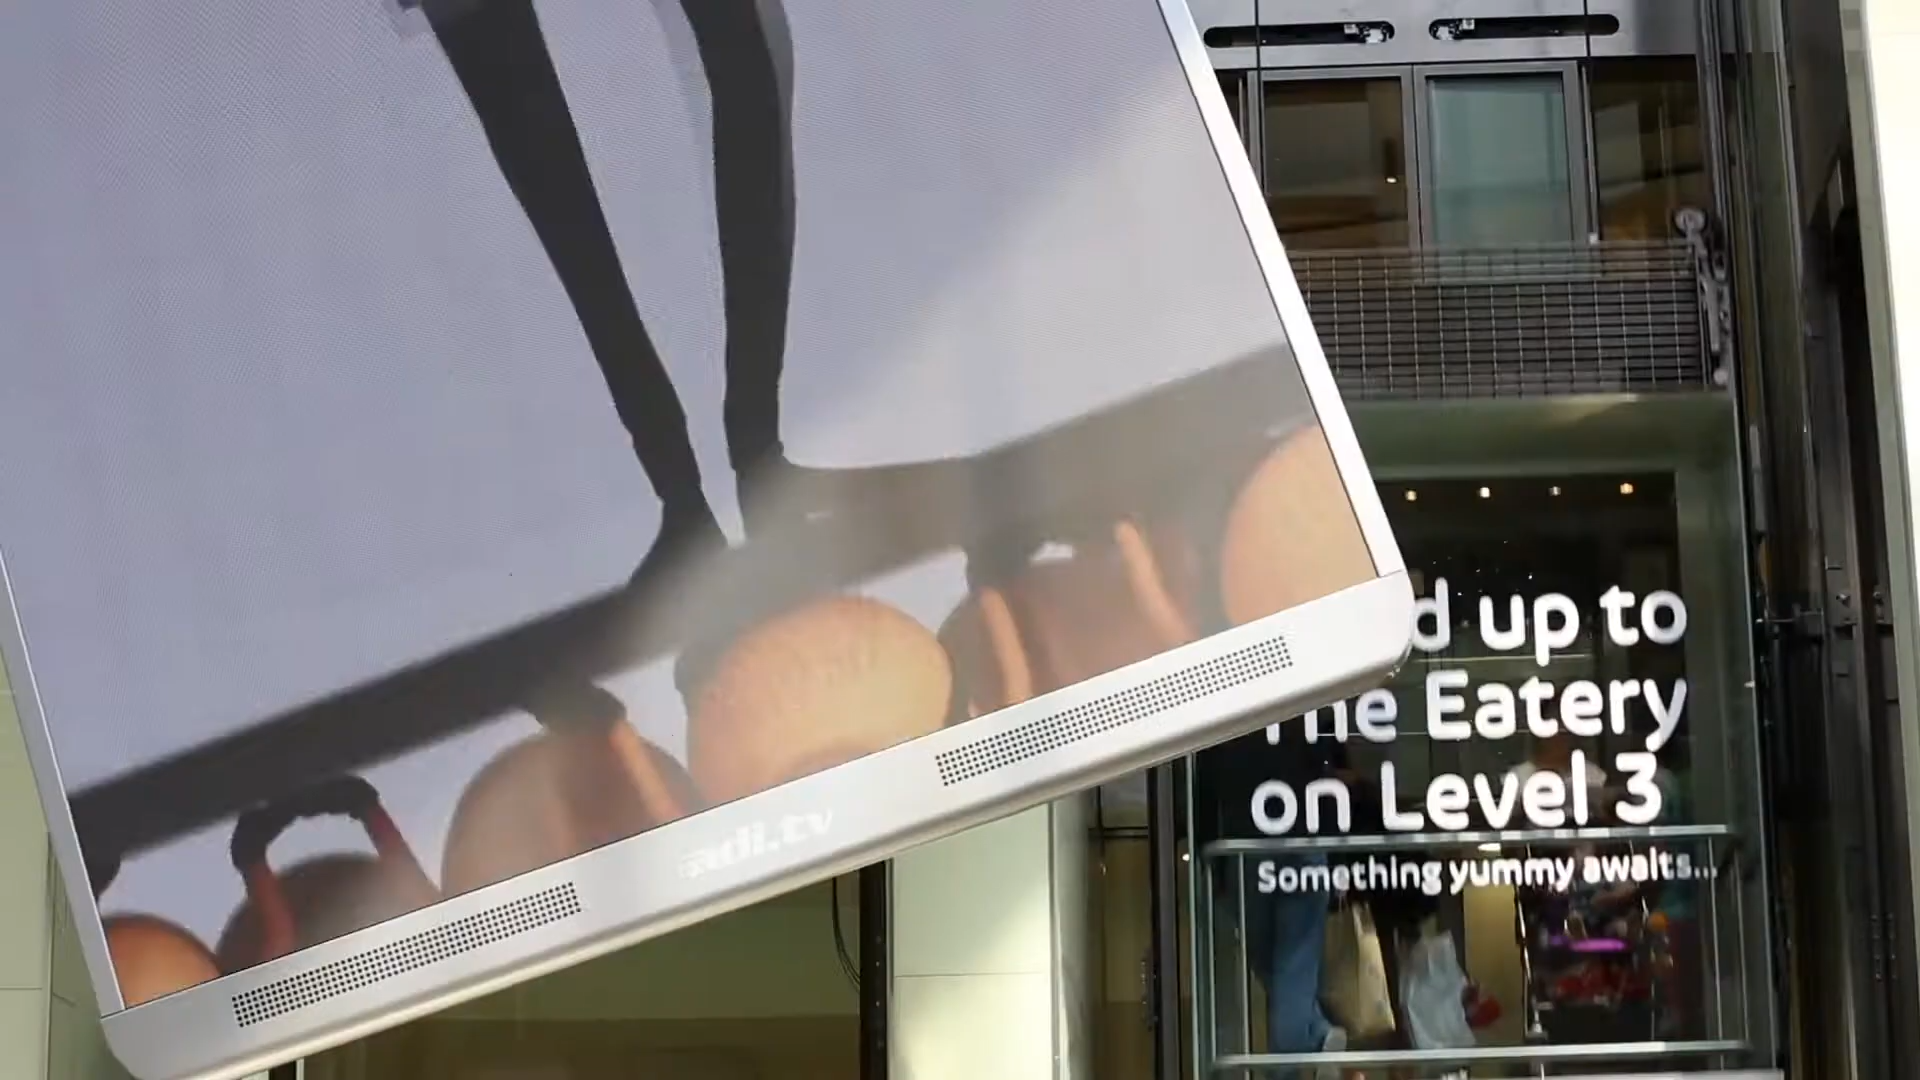 adi.tv
d up to
The Eatery
on Level 3
Something yummy awaits...